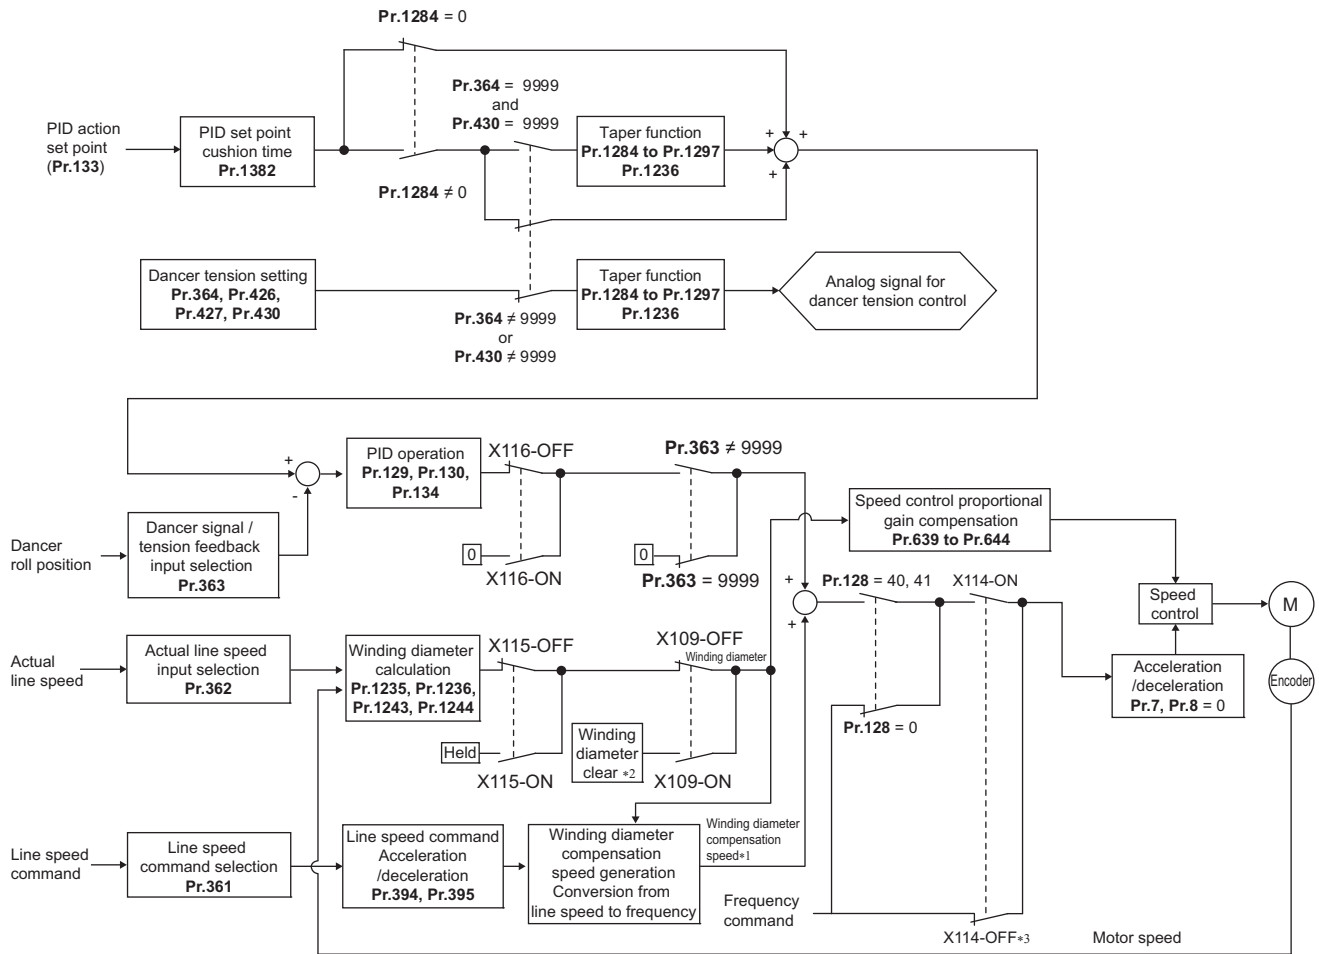 Pr.1284 = 0
Pr.364 = 9999
and
Pr.430 = 9999
PID action
set point
(Pr.133)
PID set point
cushion time
Pr.1382
Taper function
Pr.1284 to Pr.1297
Pr.1236
+
+
+
Pr.1284 ≠ 0
Dancer tension setting
Pr.364, Pr.426,
Pr.427, Pr.430
Taper function
Pr.1284 to Pr.1297
Pr.1236
Analog signal for
dancer tension control
Pr.364 ≠ 9999
or
Pr.430 ≠ 9999
+
-
PID operation
Pr.129, Pr.130,
Pr.134
X116-OFF
Pr.363 ≠ 9999
Speed control proportional
gain compensation
Pr.639 to Pr.644
Dancer
roll position
Dancer signal /
tension feedback
input selection
Pr.363
0
X116-ON
0
Pr.363 = 9999
+
+
Pr.128 = 40, 41
X114-ON
Speed
control
M
Actual
line speed
Actual line speed
input selection
Pr.362
Winding diameter
calculation
Pr.1235, Pr.1236,
Pr.1243, Pr.1244
X115-OFF
X109-OFF
Winding diameter
Acceleration
/deceleration
Pr.7, Pr.8 = 0
Encoder
Held
X115-ON
Winding
diameter
clear *2
X109-ON
Pr.128 = 0
Line speed
command
Line speed
command selection
Pr.361
Line speed command
Acceleration
/deceleration
Pr.394, Pr.395
Winding diameter
compensation
speed generation
Conversion from
line speed to frequency
Winding diameter
compensation
speed*1
Frequency
command
X114-OFF*3
Motor speed